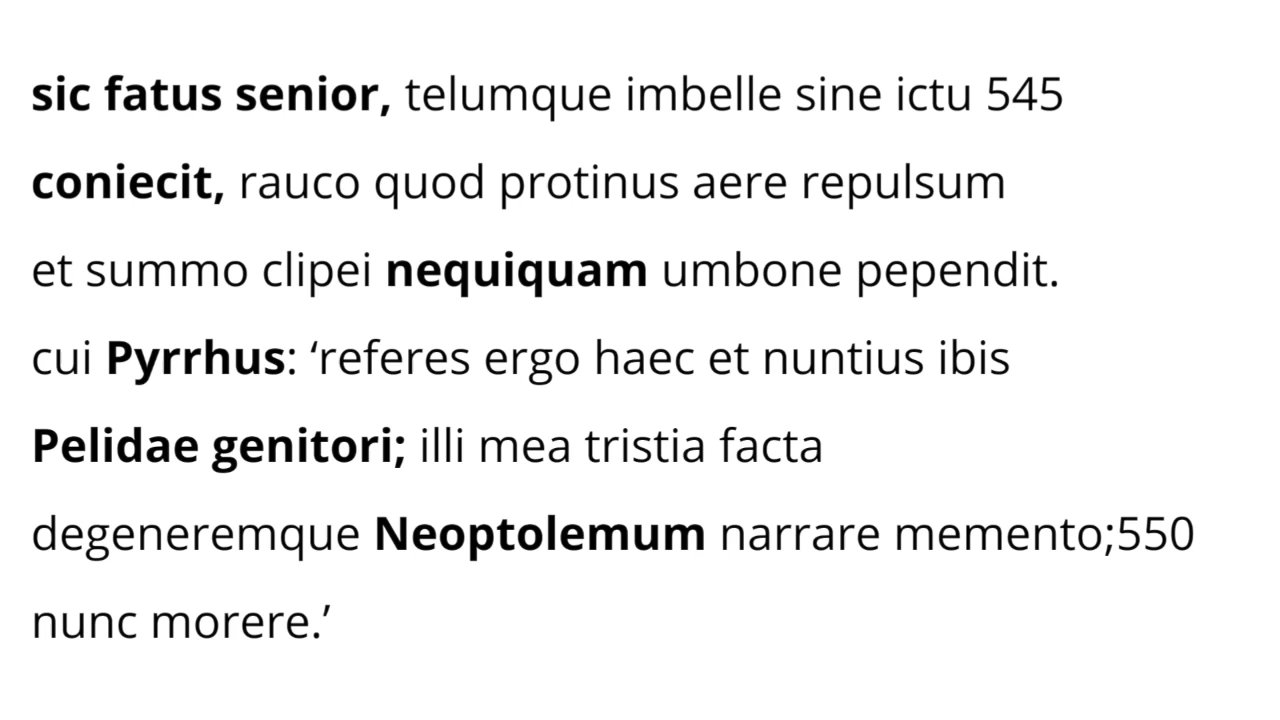 sic fatus senior, telumque imbelle sine ictu 545
coniecit, rauco quod protinus aere repulsum
et summo clipei nequiquam umbone pependit.
cui Pyrrhus: ‘referes ergo haec et nuntius ibis
Pelidae genitori; illi mea tristia facta
degeneremque Neoptolemum narrare memento;550
nunc morere.’